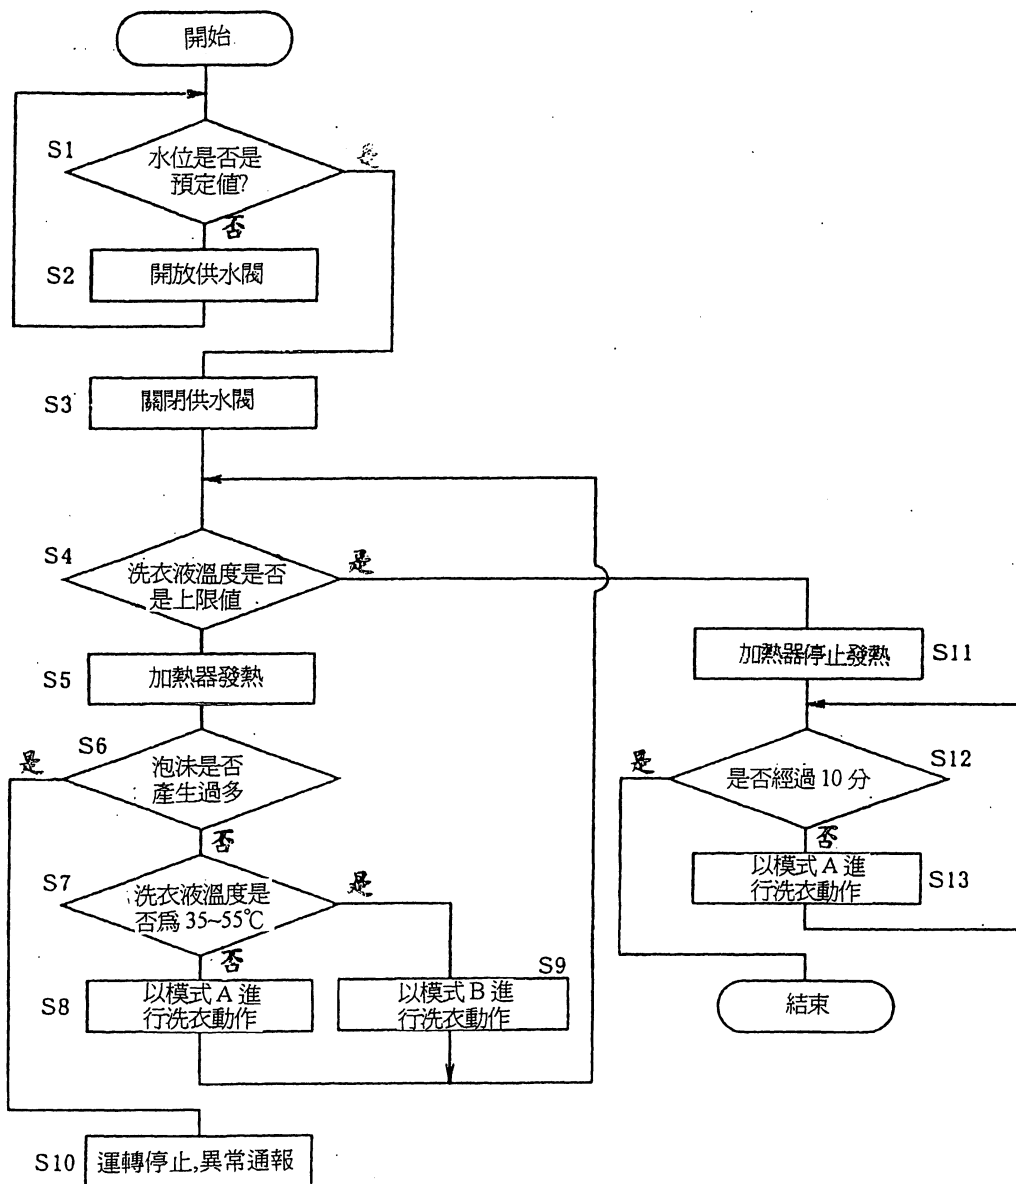 開始
S1
水位是否是
預定值?
是
否
S2
開放供水閥
S3
關閉供水閥
S4
洗衣液溫度是否
是上限值
是
S5
加熱器發熱
加熱器停止發熱
S11
S6
是
泡沫是否
產生過多
否
S12
是
是否經過10分
否
S7
洗衣液溫度是
否爲35~55℃
是
否
以模式A進
行洗衣動作
S13
S8
以模式A進
行洗衣動作
S9
以模式B進
行洗衣動作
結束
S10
運轉停止,異常通報